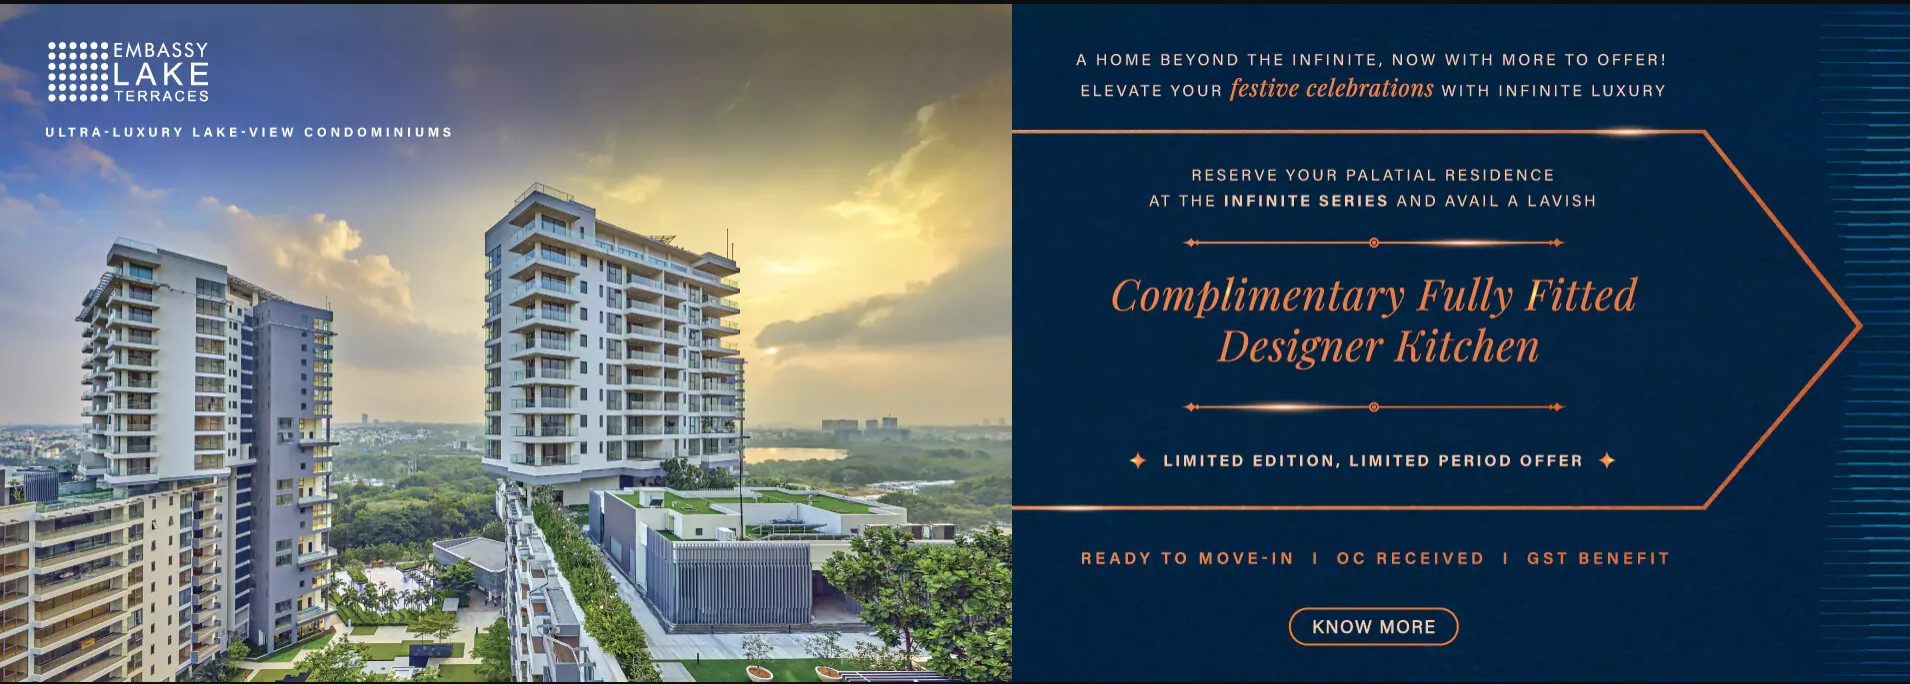 EMBASSY
LAKE
TERRACES
ULTRA-LUXURY LAKE-VIEW CONDOMINIUMS
A HOME BEYOND THE INFINITE, NOW WITH MORE TO OFFER!
ELEVATE YOUR festive celebrations WITH INFINITE LUXURY
RESERVE YOUR PALATIAL RESIDENCE
AT THE INFINITE SERIES AND AVAIL A LAVISH
Complimentary Fully Fitted
Designer Kitchen
LIMITED EDITION, LIMITED PERIOD OFFER
READY TO MOVE-IN | OC RECEIVED | GST BENEFIT
KNOW MORE